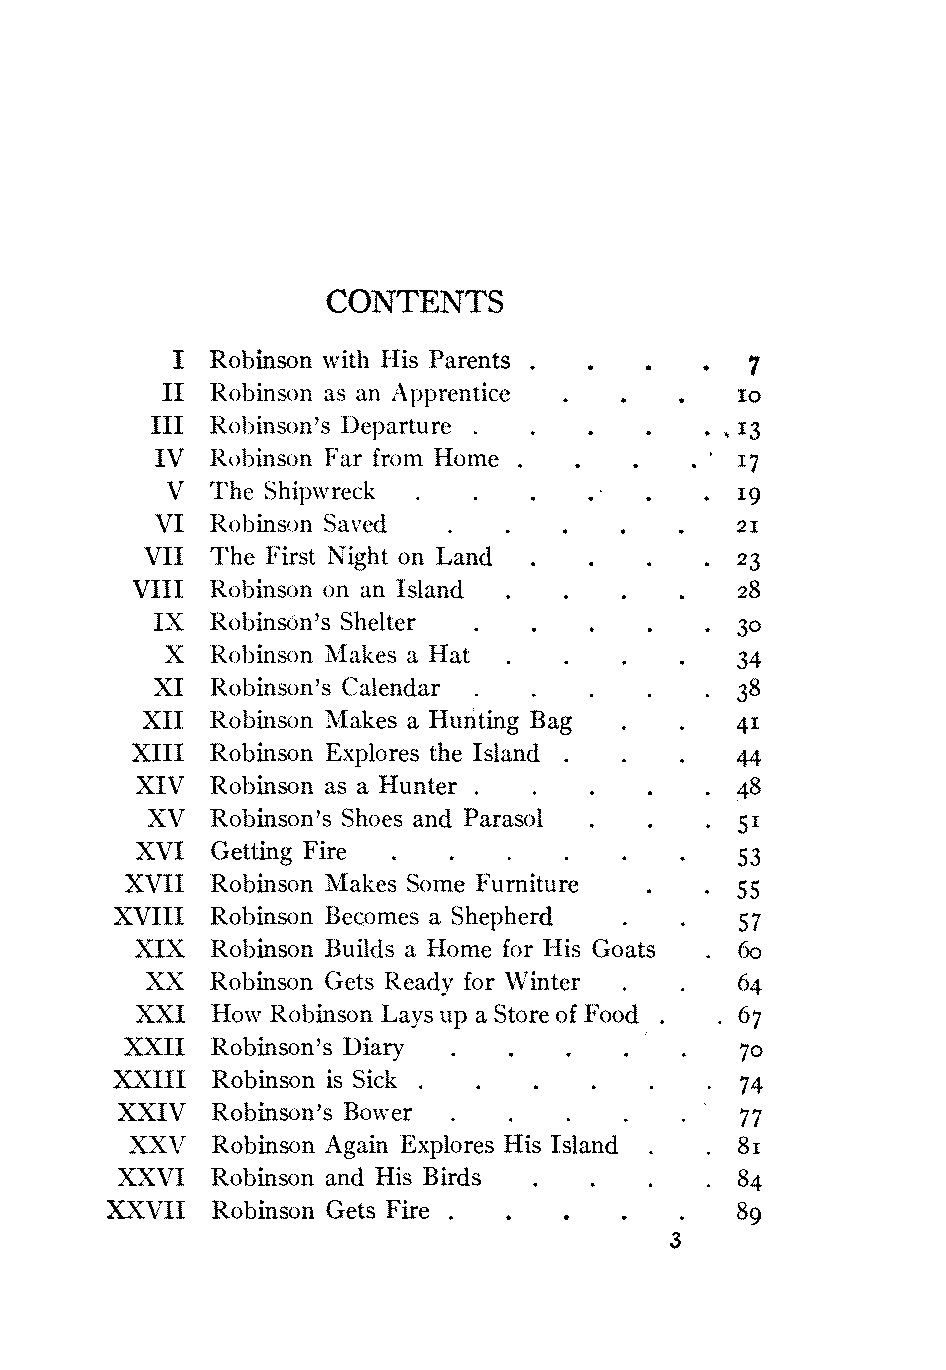 CONTENTS
I Robinson with His Parents . . . . 7
II Robinson as an Apprentice . . . 10
III Robinson's Departure . . . . . 13
IV Robinson Far from Home . . . . 17
V The Shipwreck . . . . . . 19
VI Robinson Saved . . . . . 21
VII The First Night on Land . . . . 23
VIII Robinson on an Island . . . . 28
IX Robinson's Shelter . . . . . 30
X Robinson Makes a Hat . . . . 34
XI Robinson's Calendar . . . . . 38
XII Robinson Makes a Hunting Bag . . 41
XIII Robinson Explores the Island . . . 44
XIV Robinson as a Hunter . . . . . 48
XV Robinson's Shoes and Parasol . . . 51
XVI Getting Fire . . . . . . 53
XVII Robinson Makes Some Furniture . . 55
XVIII Robinson Becomes a Shepherd . . 57
XIX Robinson Builds a Home for His Goats . 60
XX Robinson Gets Ready for Winter . . 64
XXI How Robinson Lays up a Store of Food . . 67
XXII Robinson's Diary . . . . . 70
XXIII Robinson is Sick . . . . . . 74
XXIV Robinson's Bower . . . . . 77
XXV Robinson Again Explores His Island . . 81
XXVI Robinson and His Birds . . . . 84
XXVII Robinson Gets Fire . . . . . 89
3